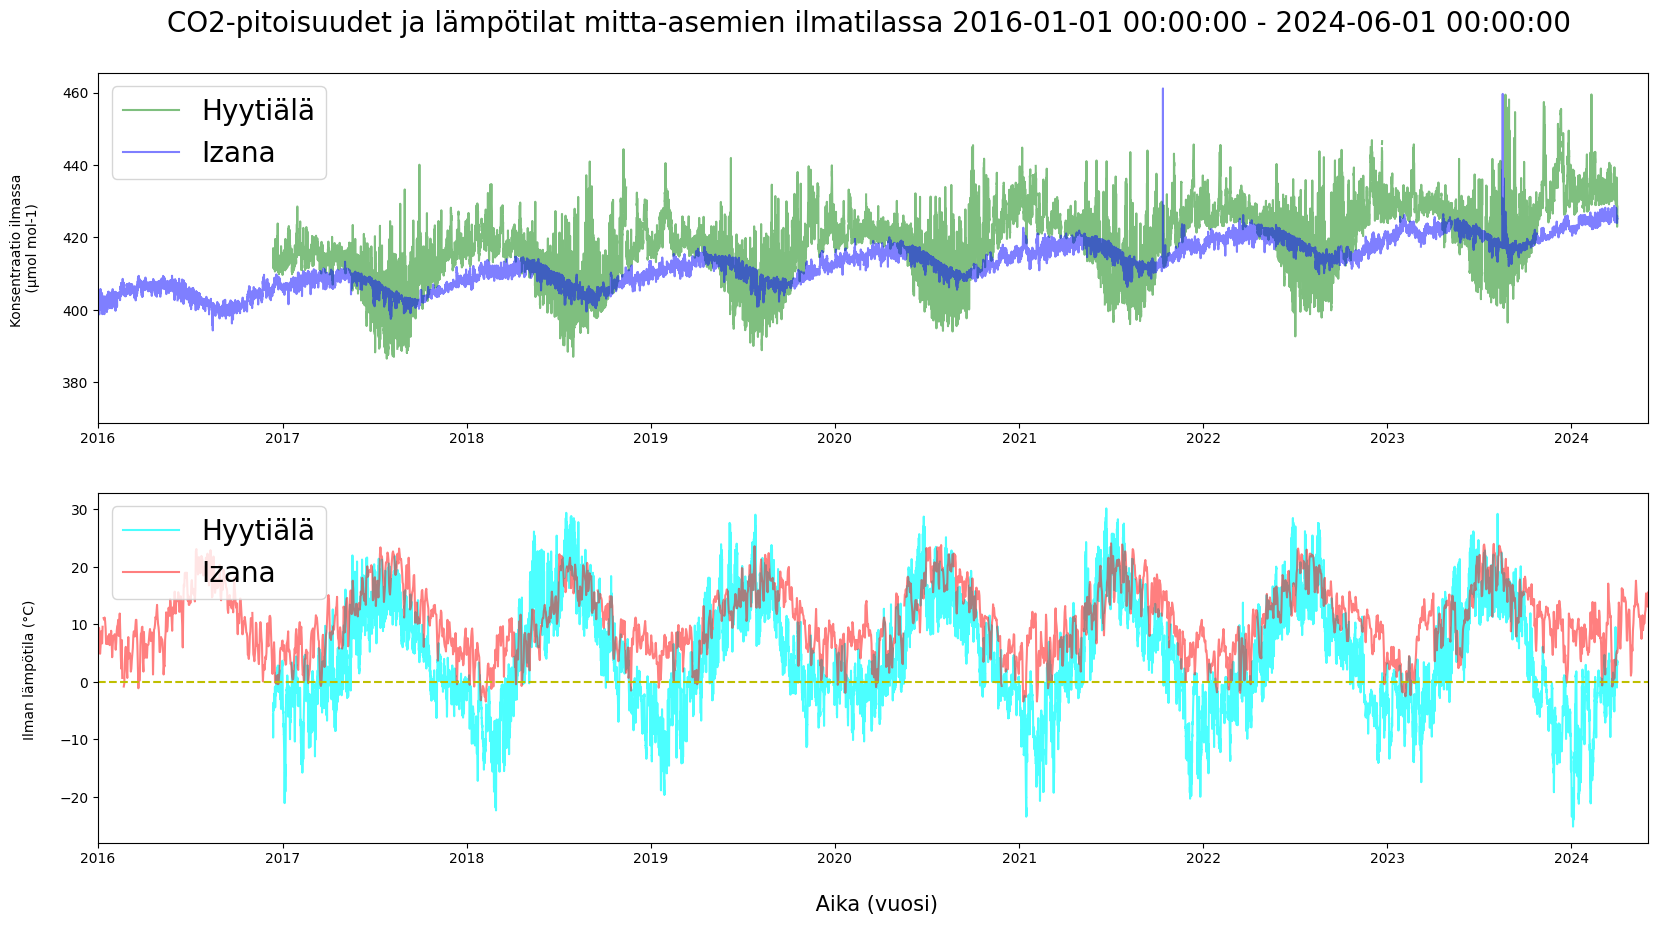 CO2-pitoisuudet ja lämpötilat mitta-asemien ilmatilassa 2016-01-01 00:00:00 - 2024-06-01 00:00:00
Konsentraatio ilmassa
(µmol mol-1)
460
440
420
400
380
Hyytiälä
Izana
2016 2017 2018 2019 2020 2021 2022 2023 2024
Ilman lämpötila (°C)
30
20
10
0
−10
−20
Hyytiälä
Izana
2016 2017 2018 2019 2020 2021 2022 2023 2024
Aika (vuosi)